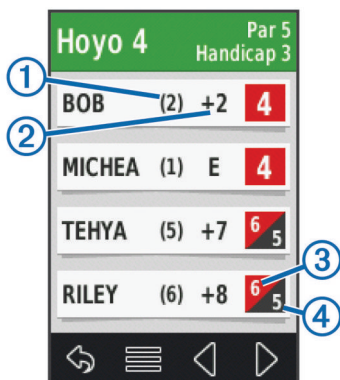 Hoyo 4
Par 5
Handicap 3
1
BOB (2) +2 4
2
MICHEA (1) E 4
TEHYA (5) +7 6 5
3
RILEY (6) +8 6 5
4